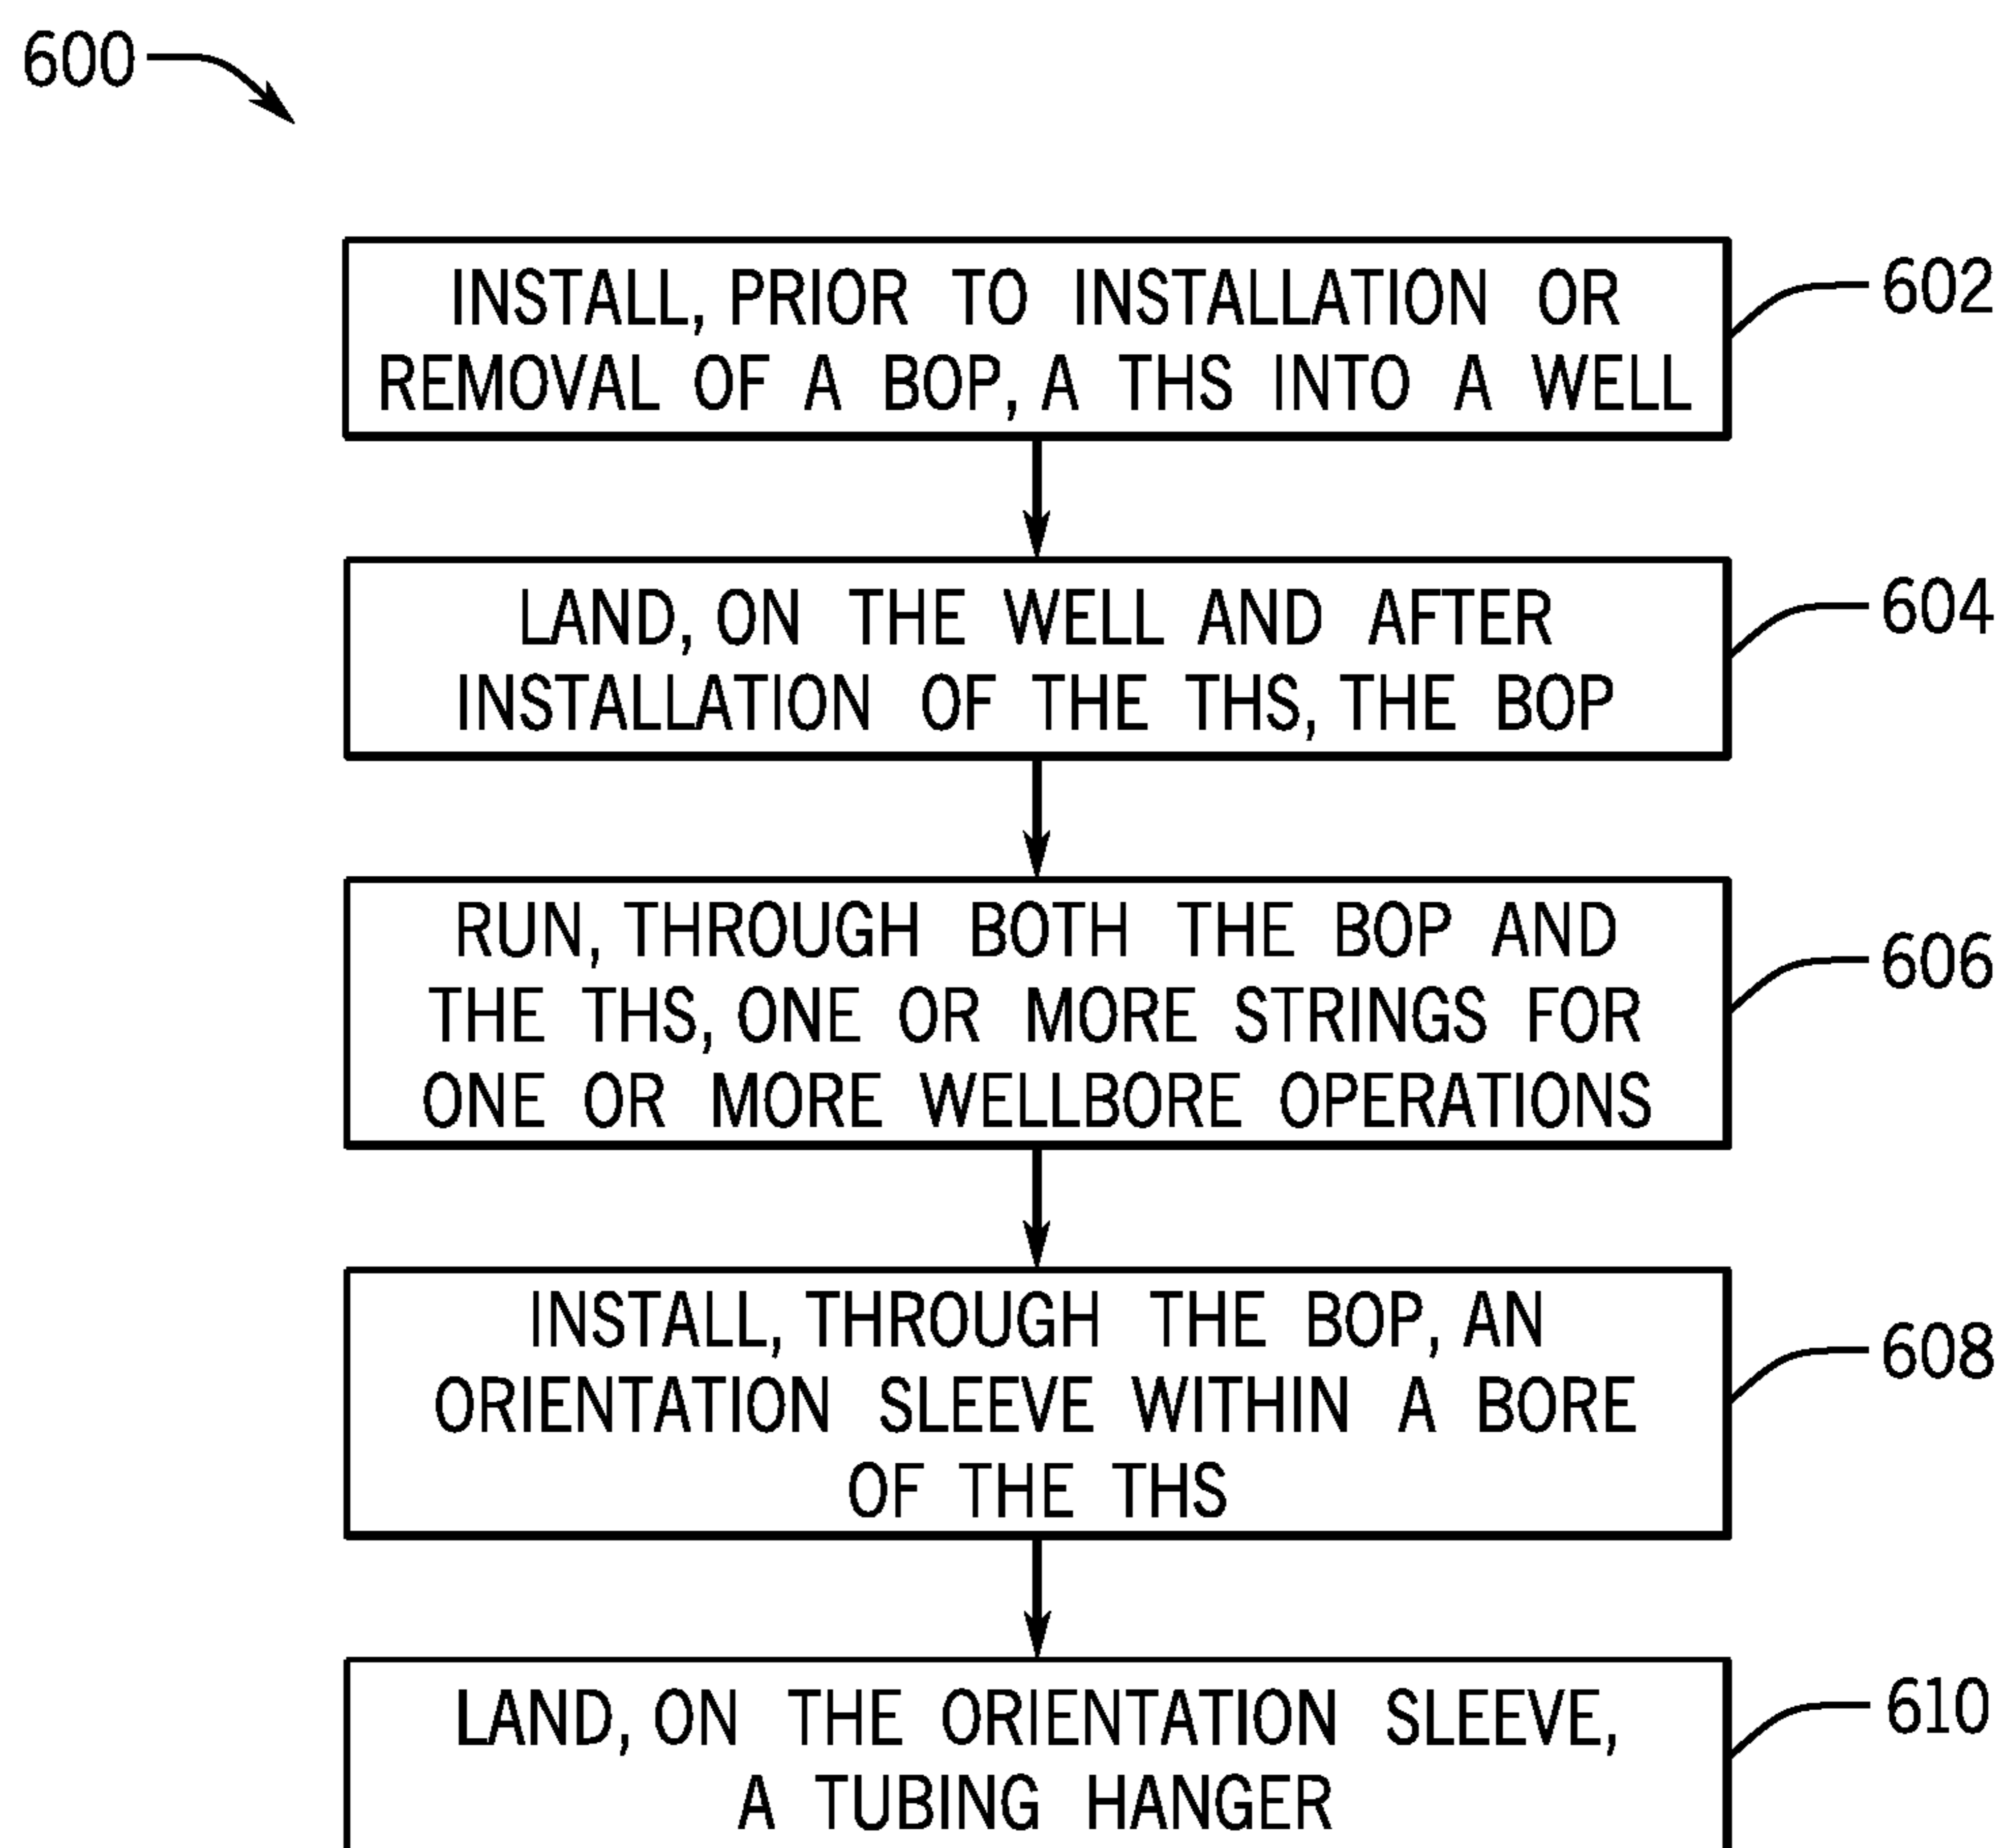 600
INSTALL, PRIOR TO INSTALLATION OR
REMOVAL OF A BOP, A THS INTO A WELL
602
LAND, ON THE WELL AND AFTER
INSTALLATION OF THE THS, THE BOP
604
RUN, THROUGH BOTH THE BOP AND
THE THS, ONE OR MORE STRINGS FOR
ONE OR MORE WELLBORE OPERATIONS
606
INSTALL, THROUGH THE BOP, AN
ORIENTATION SLEEVE WITHIN A BORE
OF THE THS
608
LAND, ON THE ORIENTATION SLEEVE,
A TUBING HANGER
610